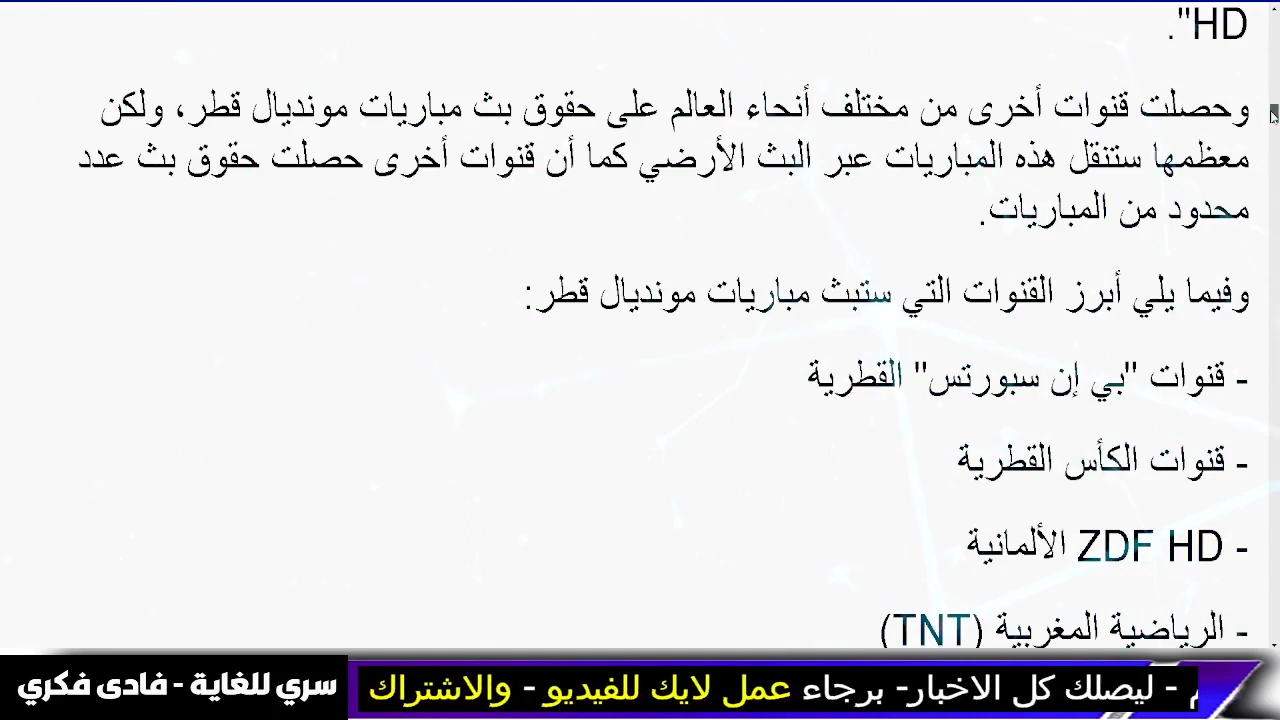 HD".
وحصلت قنوات أخرى من مختلف أنحاء العالم على حقوق بث مباريات مونديال قطر، ولكن
معظمها ستنقل هذه المباريات عبر البث الأرضي كما أن قنوات أخرى حصلت حقوق بث عدد
محدود من المباريات.
وفيما يلي أبرز القنوات التي ستبث مباريات مونديال قطر:
- قنوات "بي إن سبورتس" القطرية
- قنوات الكأس القطرية
- ZDF HD الألمانية
- الرياضية المغربية (TNT)
م - ليصلك كل الاخبار- برجاء عمل لايك للفيديو - والاشتراك
سري للغاية - فادى فكري